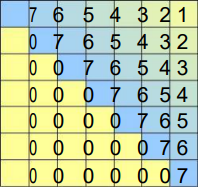 7 6 5 4 3 2 1
0 7 6 5 4 3 2
0 0 7 6 5 4 3
0 0 0 7 6 5 4
0 0 0 0 7 6 5
0 0 0 0 0 7 6
0 0 0 0 0 0 7